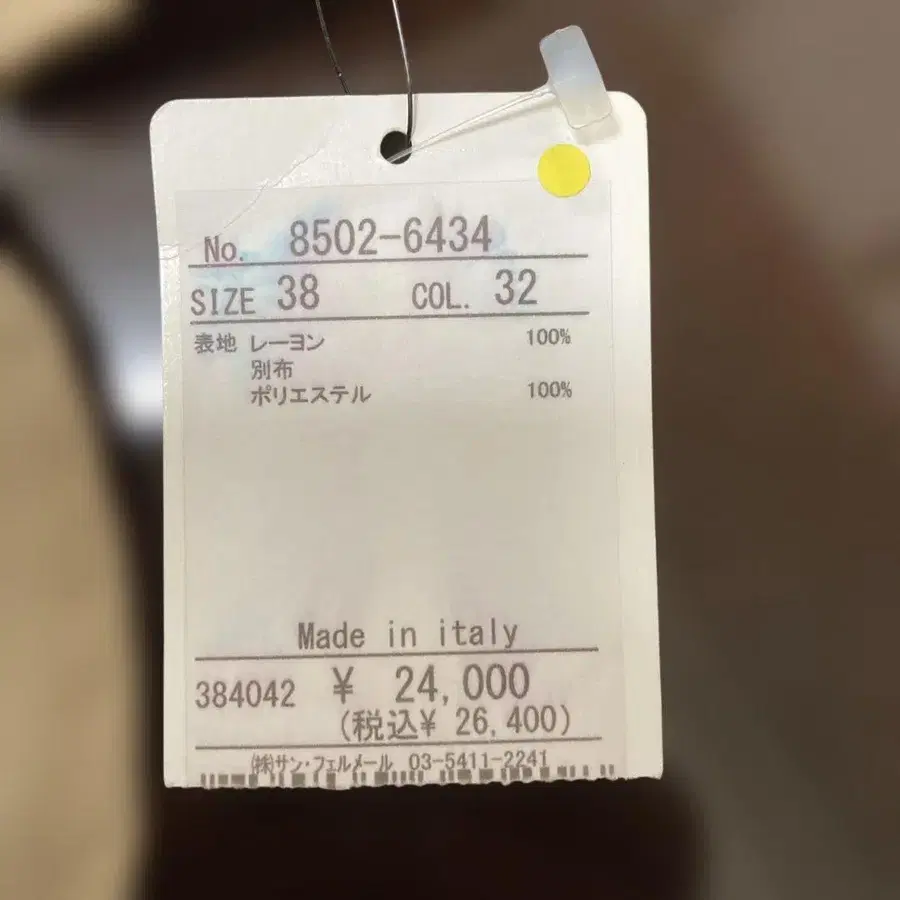 No. 8502-6434
SIZE 38 COL. 32
表地 レーヨン 100%
別布
ポリエステル 100%
Made in italy
384042 ¥ 24,000
(税込¥ 26,400)
㈱サン・フェルメール 03-5411-2241